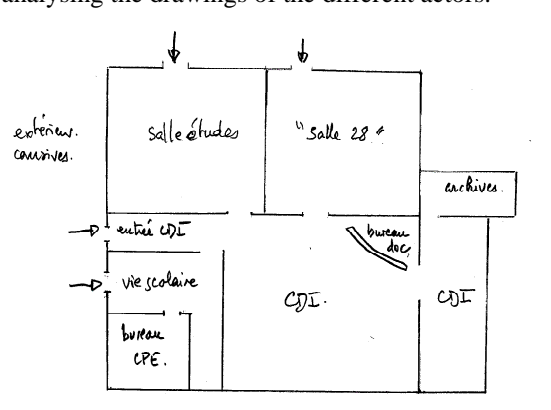 analysing the drawings of the different actors.
extérieur.
coursives.
Salle études
"Salle 28"
archives.
entrée CDI
bureau
doc.
vie scolaire
CDI.
CDI
bureau
CPE.